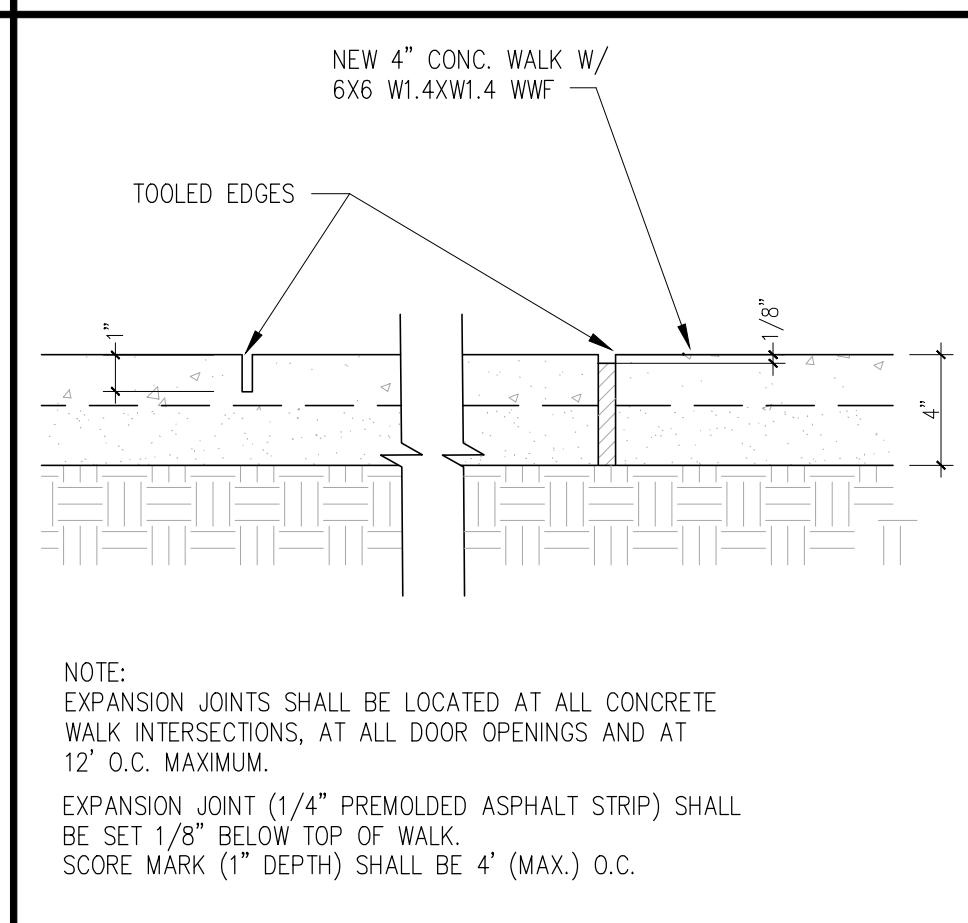 NEW 4" CONC. WALK W/
6X6 W1.4XW1.4 WWF
TOOLED EDGES
1"
1/8"
4"
NOTE:
EXPANSION JOINTS SHALL BE LOCATED AT ALL CONCRETE
WALK INTERSECTIONS, AT ALL DOOR OPENINGS AND AT
12' O.C. MAXIMUM.
EXPANSION JOINT (1/4" PREMOLDED ASPHALT STRIP) SHALL
BE SET 1/8" BELOW TOP OF WALK.
SCORE MARK (1" DEPTH) SHALL BE 4' (MAX.) O.C.